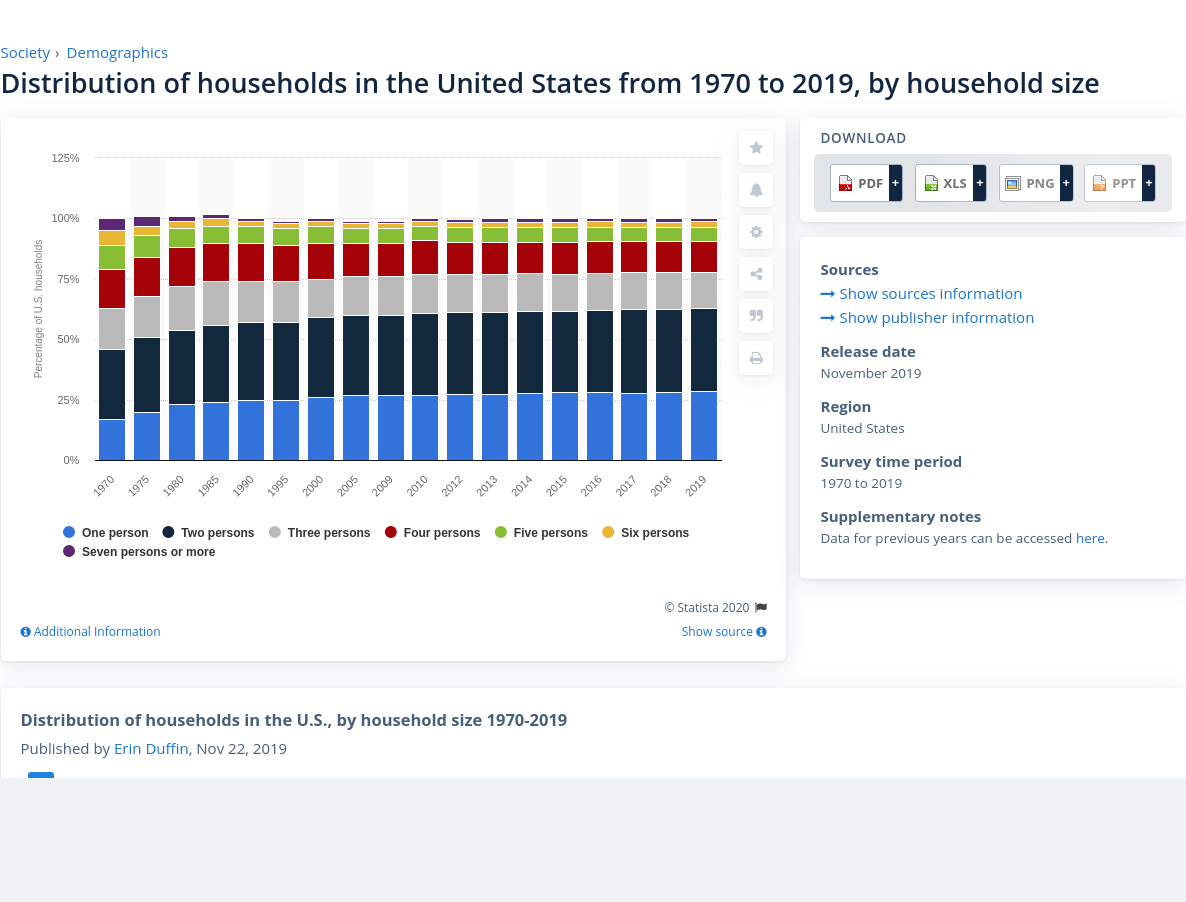 Society › Demographics
Distribution of households in the United States from 1970 to 2019, by household size
125%
100%
75%
50%
25%
0%
Percentage of U.S. households
1970
1975
1980
1985
1990
1995
2000
2005
2009
2010
2012
2013
2014
2015
2016
2017
2018
2019
One person
Two persons
Three persons
Four persons
Five persons
Six persons
Seven persons or more
© Statista 2020
Additional Information
Show source
DOWNLOAD
PDF +
XLS +
PNG +
PPT +
Sources
Show sources information
Show publisher information
Release date
November 2019
Region
United States
Survey time period
1970 to 2019
Supplementary notes
Data for previous years can be accessed here.
Distribution of households in the U.S., by household size 1970-2019
Published by Erin Duffin, Nov 22, 2019